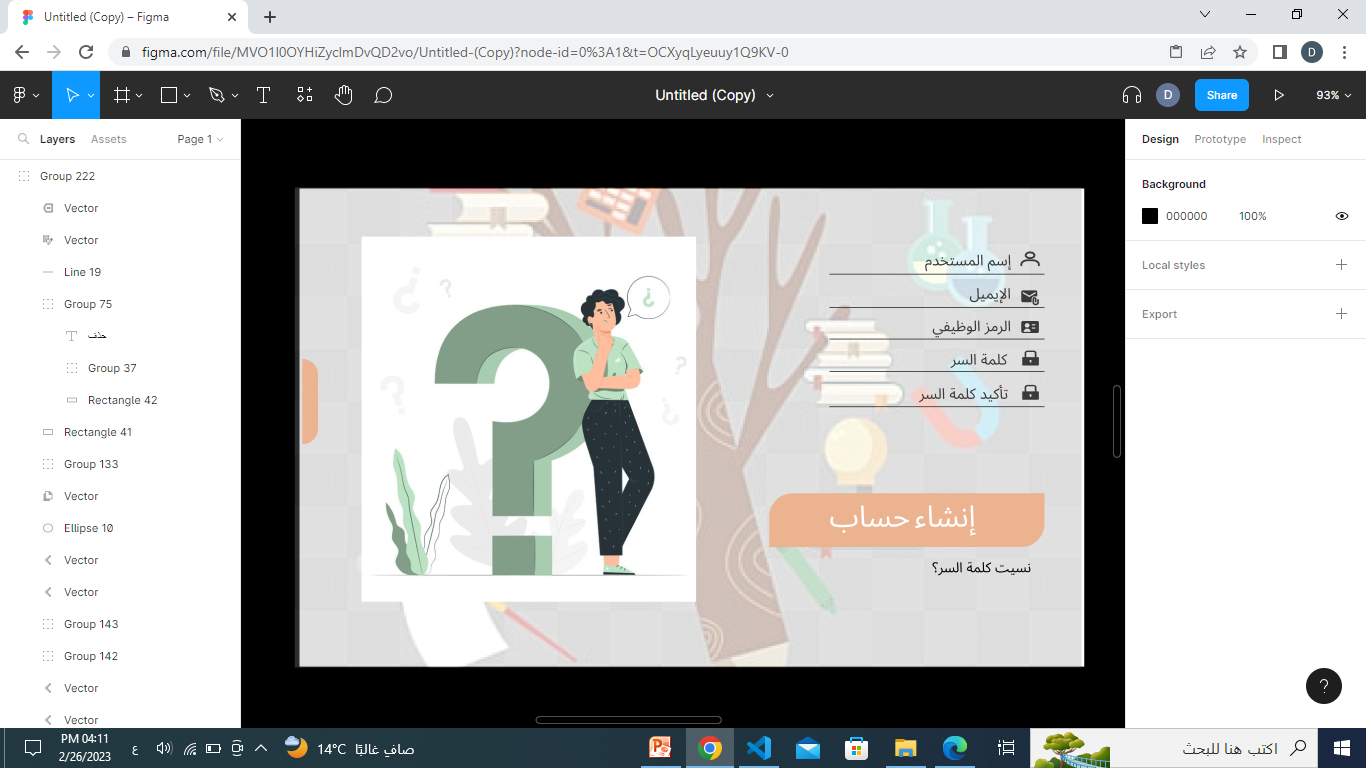 Untitled (Copy) – Figma
figma.com/file/MVO1I0OYHiZycImDvQD2vo/Untitled-(Copy)?node-id=0%3A1&t=OCXyqLyeuuy1Q9KV-0
D
Untitled (Copy)
D
Share
93%
Layers
Assets
Page 1
Group 222
Vector
Vector
Line 19
Group 75
حذف
Group 37
Rectangle 42
Rectangle 41
Group 133
Vector
Ellipse 10
Vector
Vector
Group 143
Group 142
Vector
Vector
إسم المستخدم
الإيميل
الرمز الوظيفي
كلمة السر
تأكيد كلمة السر
إنشاء حساب
نسيت كلمة السر؟
Design
Prototype
Inspect
Background
000000
100%
Local styles
Export
?
PM 04:11
2/26/2023
ع
14°C صافٍ غالبًا
اكتب هنا للبحث